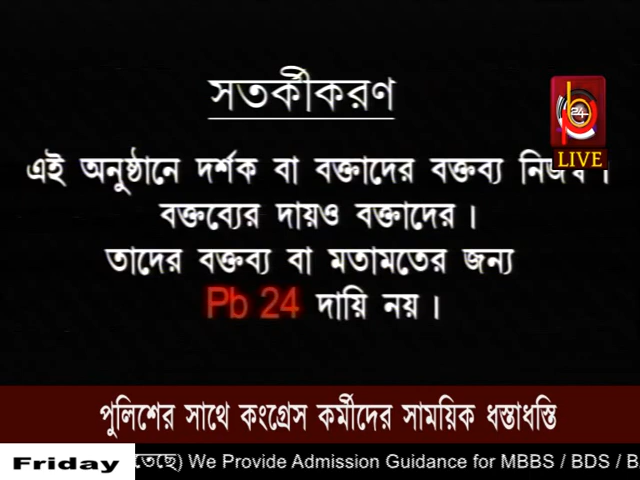 সতর্কীকরণ
এই অনুষ্ঠানে দর্শক বা বক্তাদের বক্তব্য নিজস্ব ।
বক্তব্যের দায়ও বক্তাদের ।
তাদের বক্তব্য বা মতামতের জন্য
Pb 24 দায়ি নয় ।
24
LIVE
পুলিশের সাথে কংগ্রেস কর্মীদের সাময়িক ধস্তাধস্তি
Friday তেছে) We Provide Admission Guidance for MBBS / BDS / B